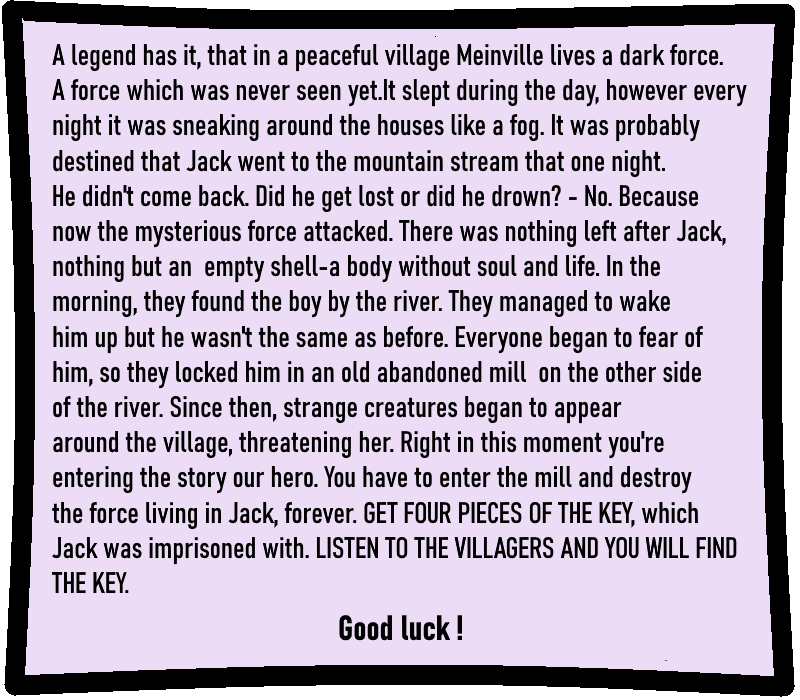 A legend has it, that in a peaceful village Meinville lives a dark force.
A force which was never seen yet.It slept during the day, however every
night it was sneaking around the houses like a fog. It was probably
destined that Jack went to the mountain stream that one night.
He didn't come back. Did he get lost or did he drown? - No. Because
now the mysterious force attacked. There was nothing left after Jack,
nothing but an  empty shell-a body without soul and life. In the
morning, they found the boy by the river. They managed to wake
him up but he wasn't the same as before. Everyone began to fear of
him, so they locked him in an old abandoned mill  on the other side
of the river. Since then, strange creatures began to appear
around the village, threatening her. Right in this moment you're
entering the story our hero. You have to enter the mill and destroy
the force living in Jack, forever. GET FOUR PIECES OF THE KEY, which
Jack was imprisoned with. LISTEN TO THE VILLAGERS AND YOU WILL FIND
THE KEY.
Good luck !